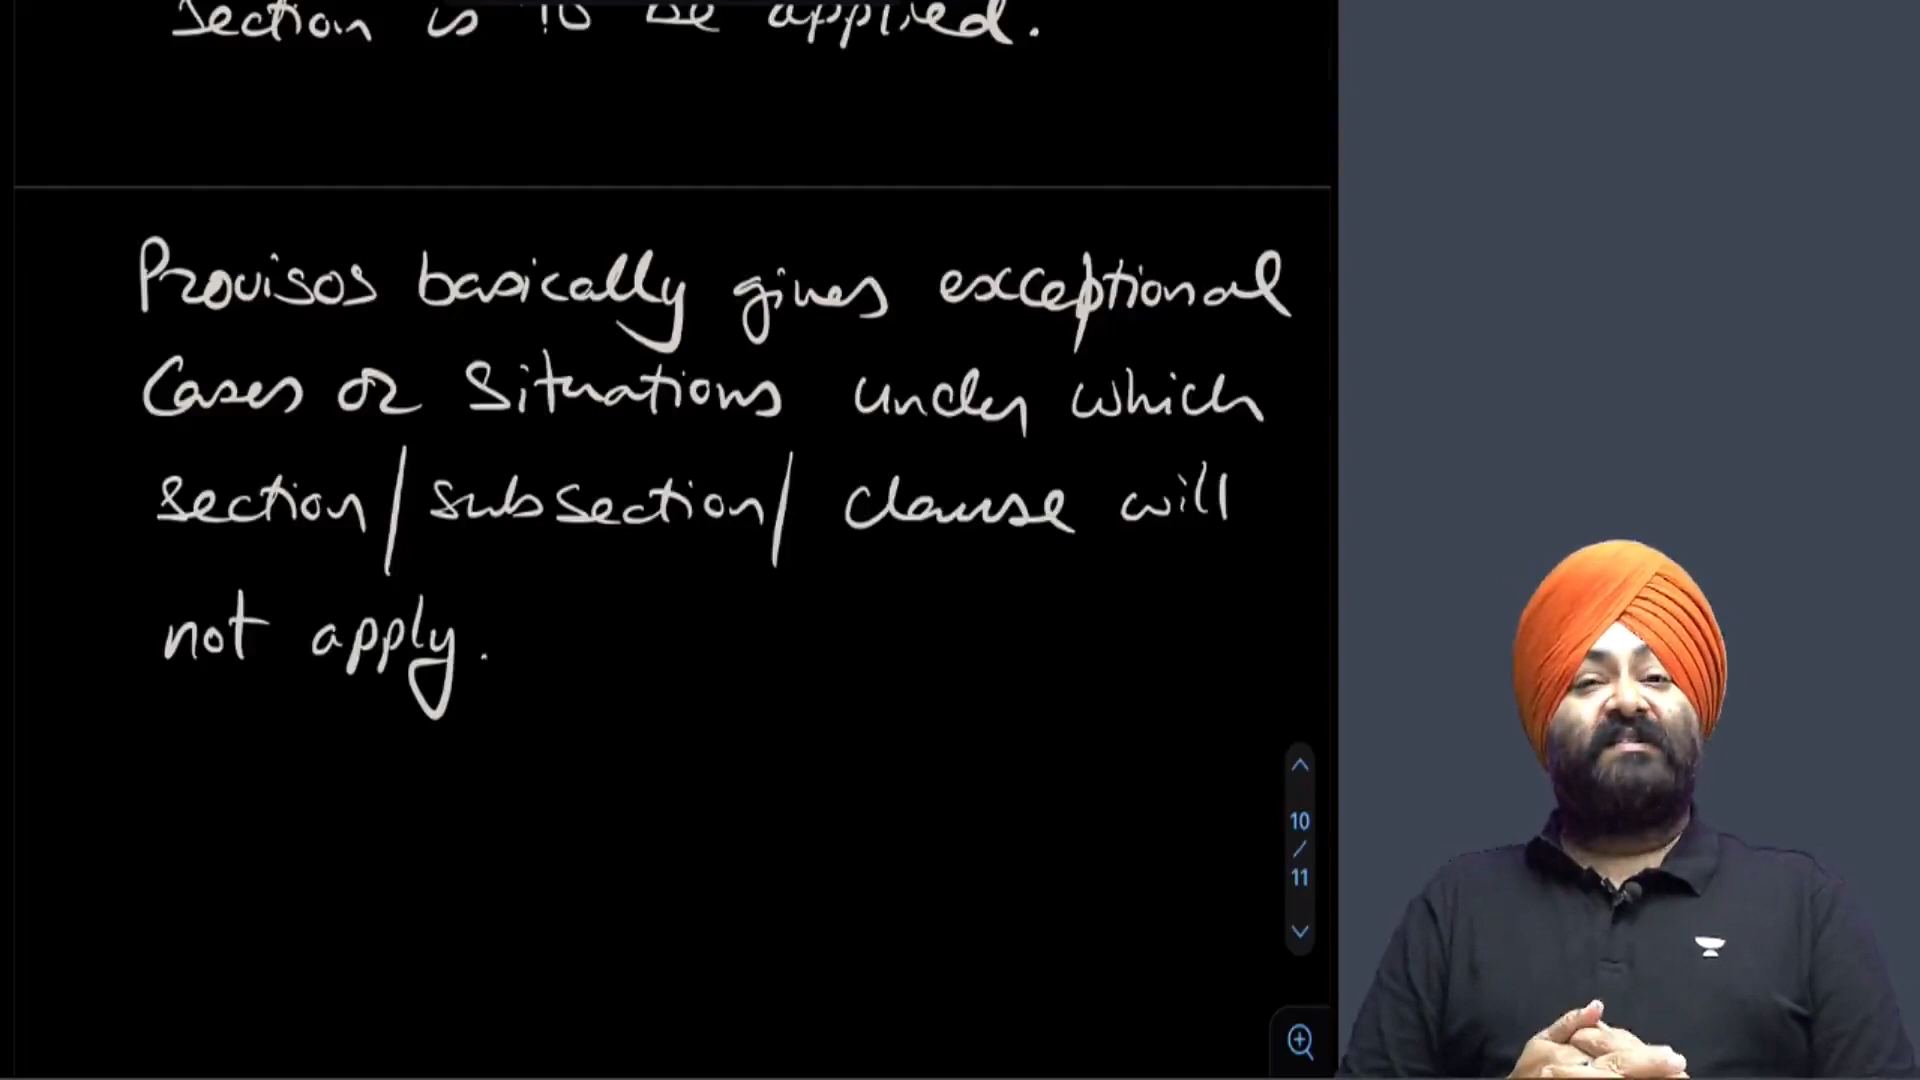 Section is to be applied.
Provisos basically gives exceptional
Cases or Situations under which
section/subsection/ clause will
not apply.
10
/
11